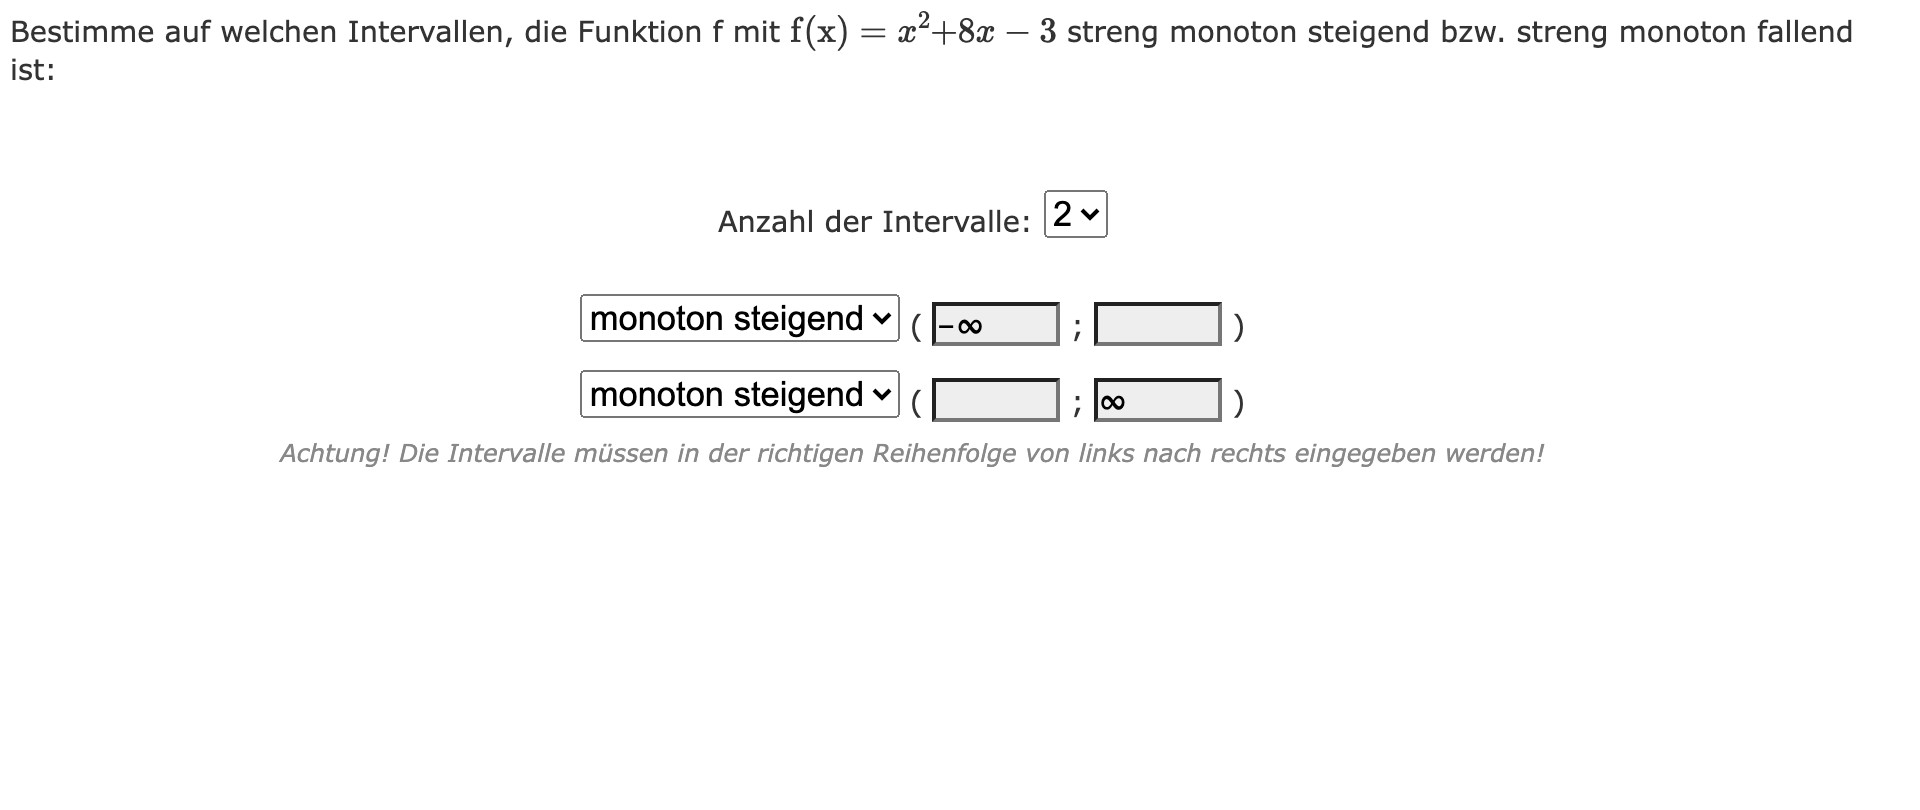 Bestimme auf welchen Intervallen, die Funktion f mit f(x) = x²+8x − 3 streng monoton steigend bzw. streng monoton fallend
ist:
Anzahl der Intervalle: 2
monoton steigend ( -∞ ; )
monoton steigend ( ; ∞ )
Achtung! Die Intervalle müssen in der richtigen Reihenfolge von links nach rechts eingegeben werden!